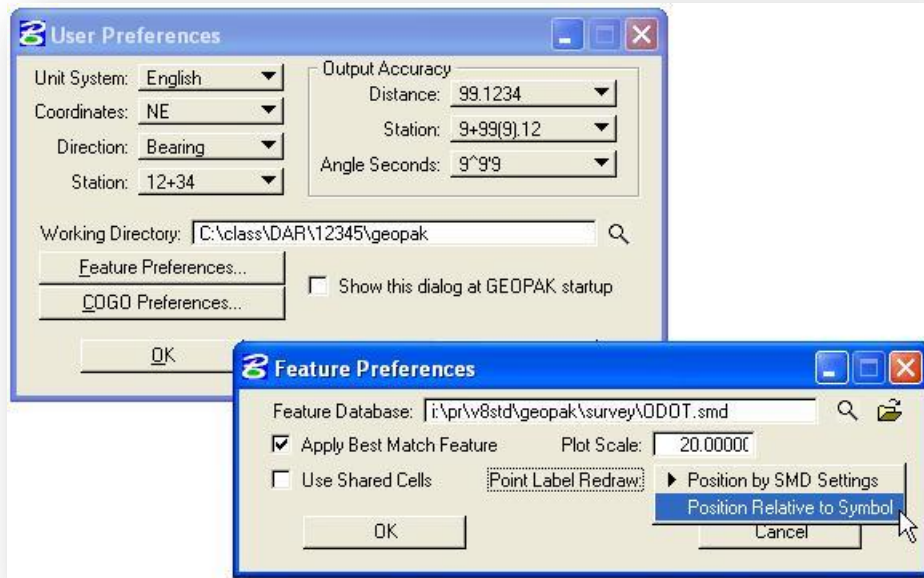 User Preferences
Unit System: English
Coordinates: NE
Direction: Bearing
Station: 12+34
Output Accuracy
Distance: 99.1234
Station: 9+99(9).12
Angle Seconds: 9^9'9
Working Directory: C:\class\DAR\12345\geopak
Feature Preferences...
COGO Preferences...
Show this dialog at GEOPAK startup
OK
Feature Preferences
Feature Database: i:\pr\v8std\geopak\survey\ODOT.smd
Apply Best Match Feature Plot Scale: 20.00000
Use Shared Cells Point Label Redraw: Position by SMD Settings
Position Relative to Symbol
OK Cancel